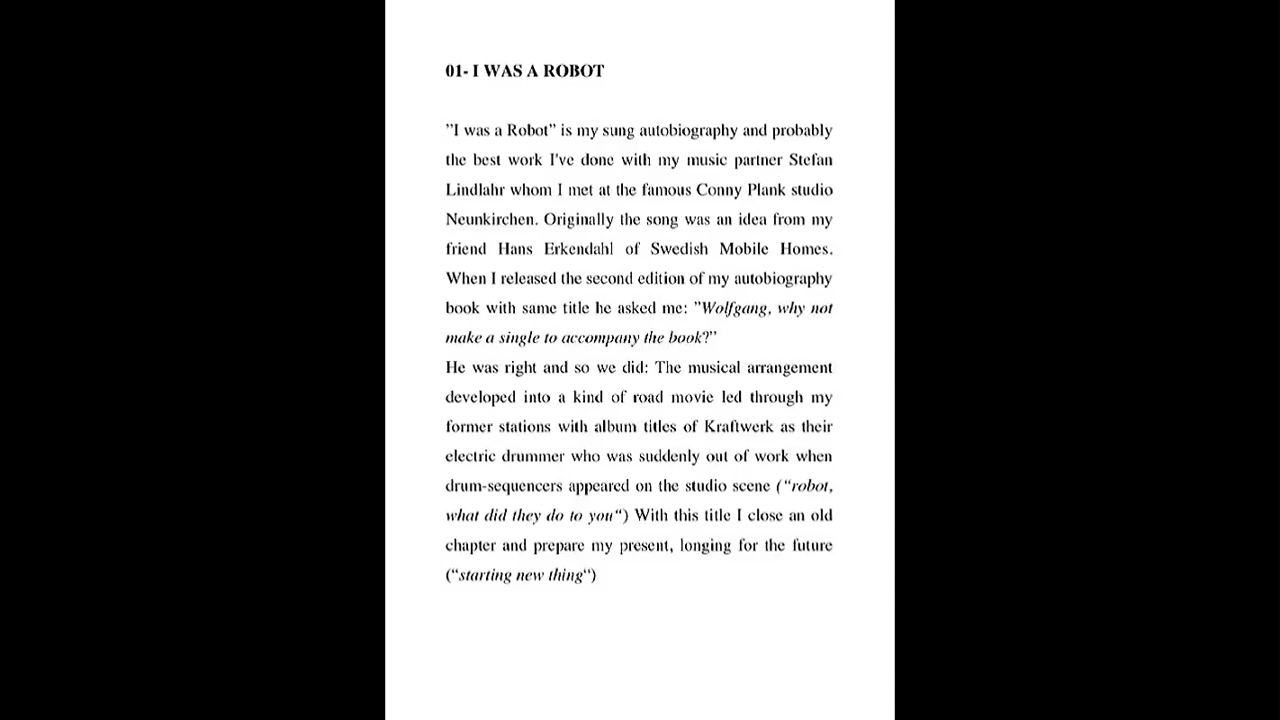 01- I WAS A ROBOT
”I was a Robot” is my sung autobiography and probably
the best work I've done with my music partner Stefan
Lindlahr whom I met at the famous Conny Plank studio
Neunkirchen. Originally the song was an idea from my
friend Hans Erkendahl of Swedish Mobile Homes.
When I released the second edition of my autobiography
book with same title he asked me: ”Wolfgang, why not
make a single to accompany the book?”
He was right and so we did: The musical arrangement
developed into a kind of road movie led through my
former stations with album titles of Kraftwerk as their
electric drummer who was suddenly out of work when
drum-sequencers appeared on the studio scene (“robot,
what did they do to you“) With this title I close an old
chapter and prepare my present, longing for the future
(“starting new thing“)